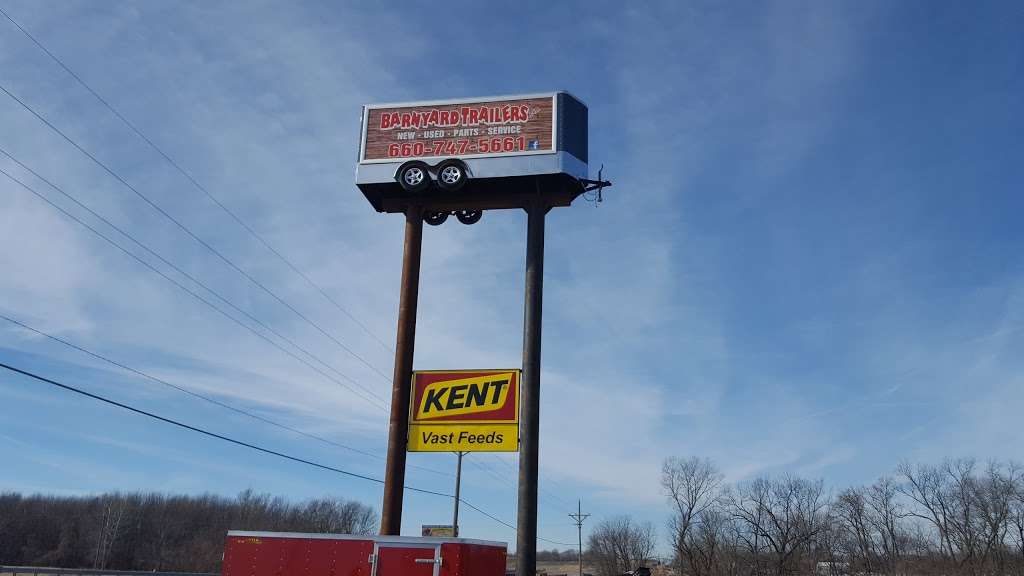 BARNYARD TRAILERS
NEW - USED - PARTS - SERVICE
660-747-5661 f
KENT
Vast Feeds